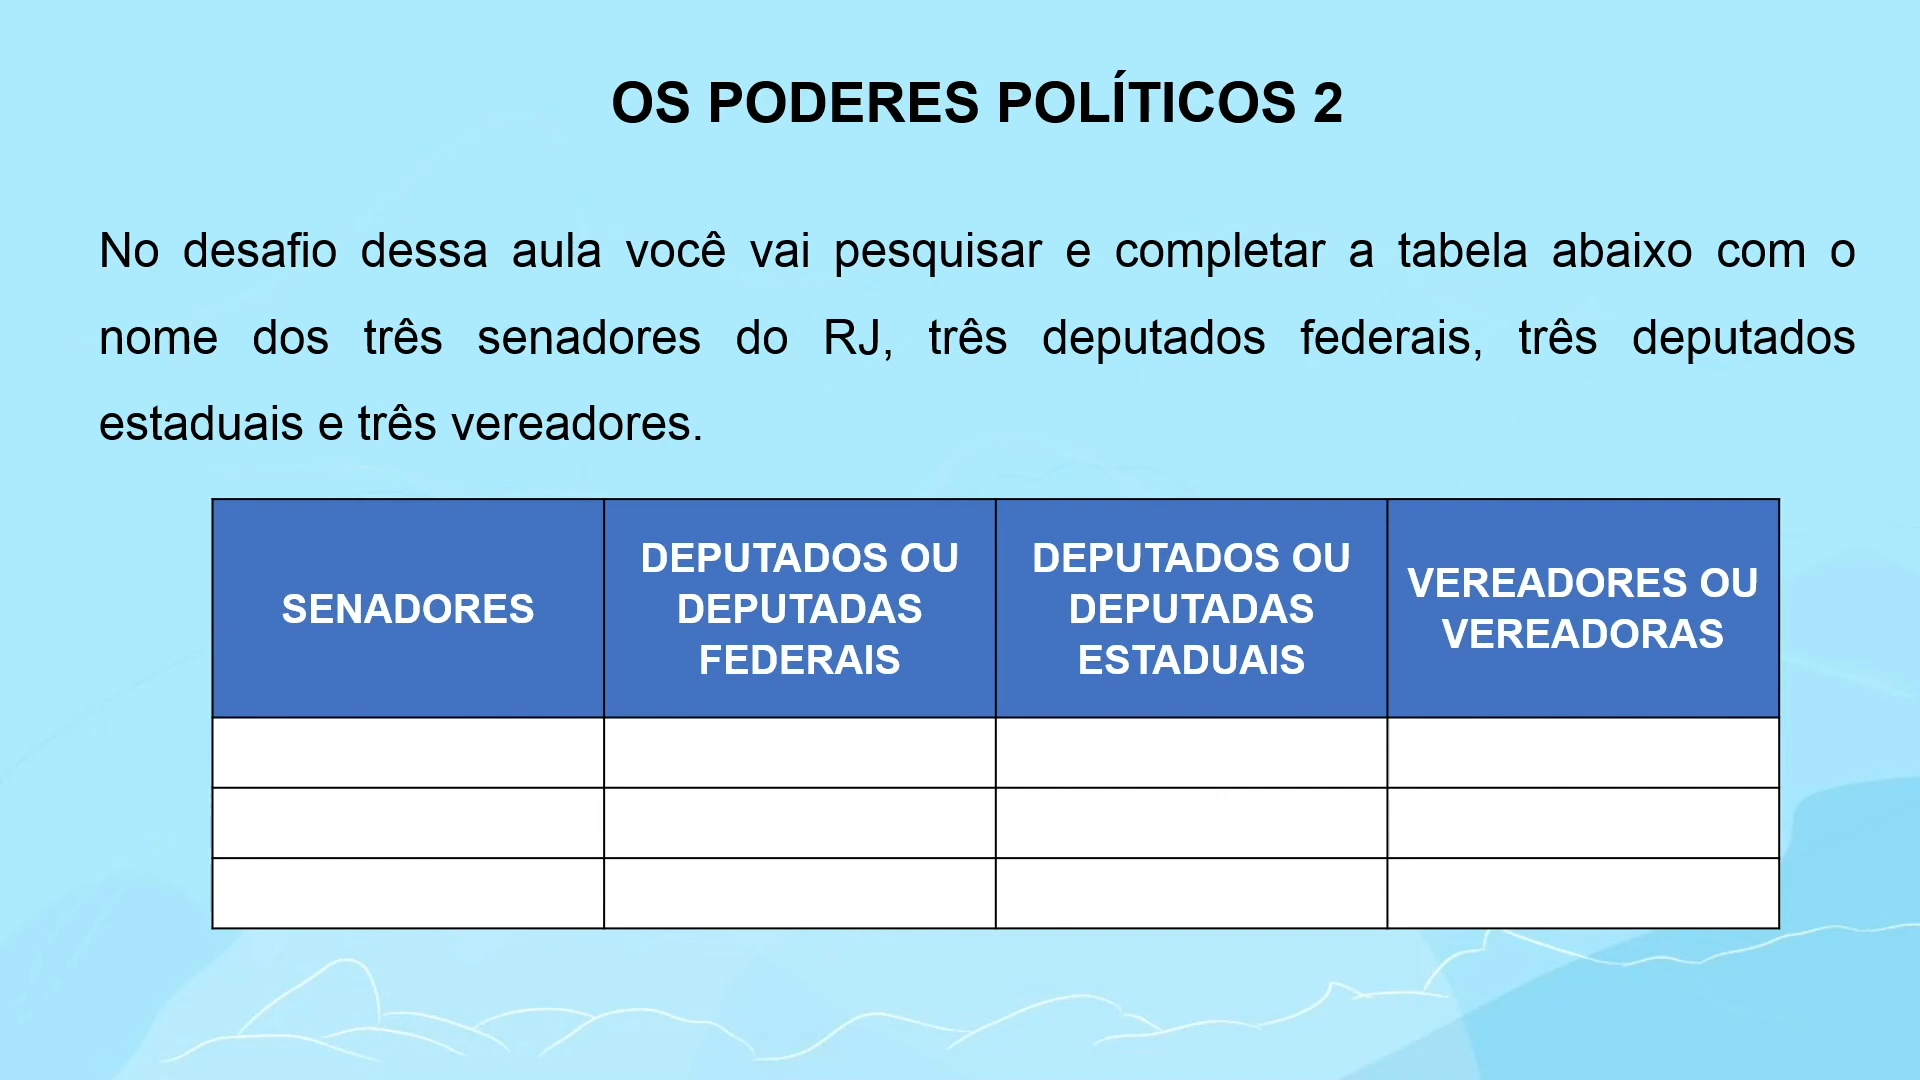 OS PODERES POLÍTICOS 2
No desafio dessa aula você vai pesquisar e completar a tabela abaixo com o
nome dos três senadores do RJ, três deputados federais, três deputados
estaduais e três vereadores.
SENADORES
DEPUTADOS OU
DEPUTADAS
FEDERAIS
DEPUTADOS OU
DEPUTADAS
ESTADUAIS
VEREADORES OU
VEREADORAS